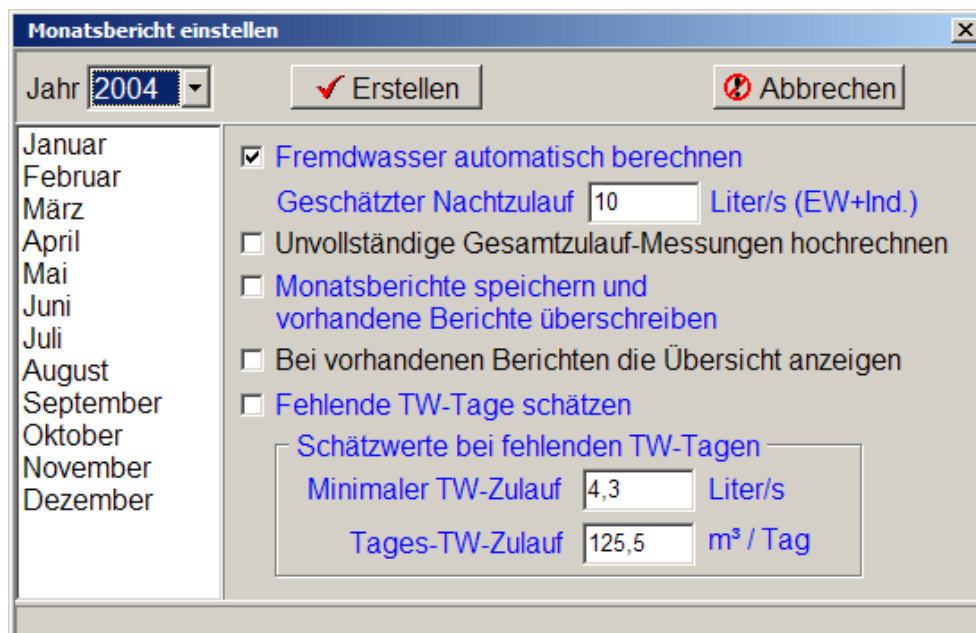 Monatsbericht einstellen
Jahr 2004 Erstellen Abbrechen
Januar
Februar
März
April
Mai
Juni
Juli
August
September
Oktober
November
Dezember
Fremdwasser automatisch berechnen
Geschätzter Nachtzulauf 10 Liter/s (EW+Ind.)
Unvollständige Gesamtzulauf-Messungen hochrechnen
Monatsberichte speichern und
vorhandene Berichte überschreiben
Bei vorhandenen Berichten die Übersicht anzeigen
Fehlende TW-Tage schätzen
Schätzwerte bei fehlenden TW-Tagen
Minimaler TW-Zulauf 4,3 Liter/s
Tages-TW-Zulauf 125,5 m³ / Tag